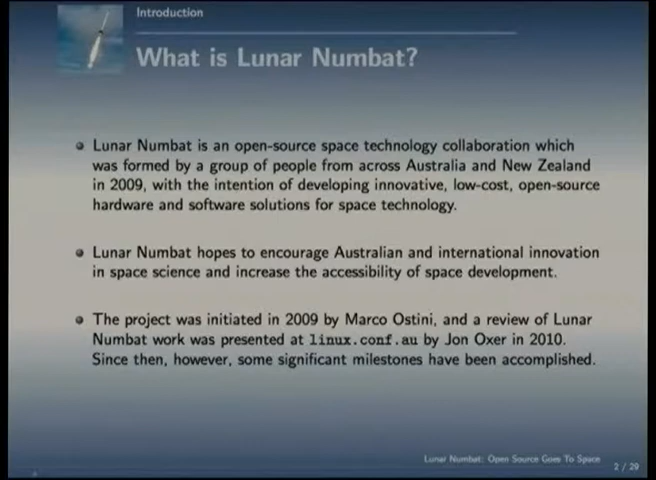 Introduction
What is Lunar Numbat?
Lunar Numbat is an open-source space technology collaboration which
was formed by a group of people from across Australia and New Zealand
in 2009, with the intention of developing innovative, low-cost, open-source
hardware and software solutions for space technology.
Lunar Numbat hopes to encourage Australian and international innovation
in space science and increase the accessibility of space development.
The project was initiated in 2009 by Marco Ostini, and a review of Lunar
Numbat work was presented at linux.conf.au by Jon Oxer in 2010.
Since then, however, some significant milestones have been accomplished.
Lunar Numbat: Open Source Goes To Space
2 / 29